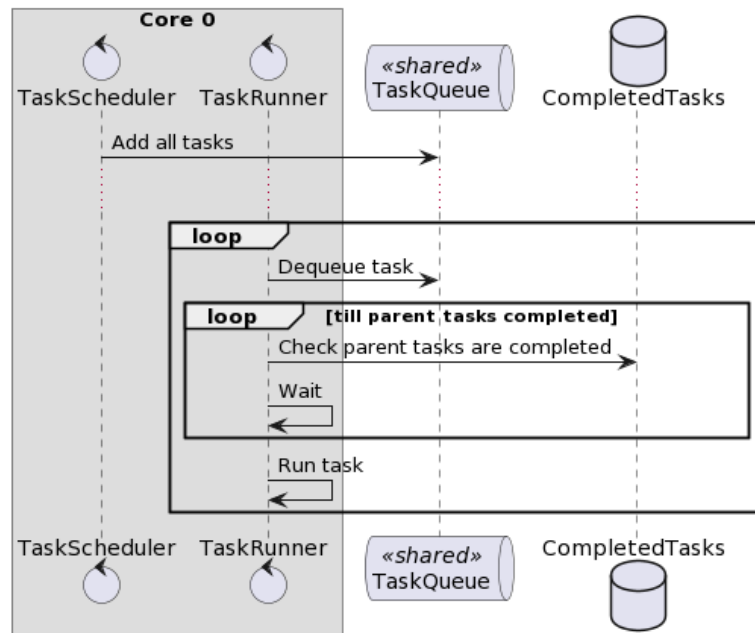 Core 0
TaskScheduler
TaskRunner
«shared»
TaskQueue
CompletedTasks
Add all tasks
loop
Dequeue task
loop [till parent tasks completed]
Check parent tasks are completed
Wait
Run task
TaskScheduler
TaskRunner
«shared»
TaskQueue
CompletedTasks